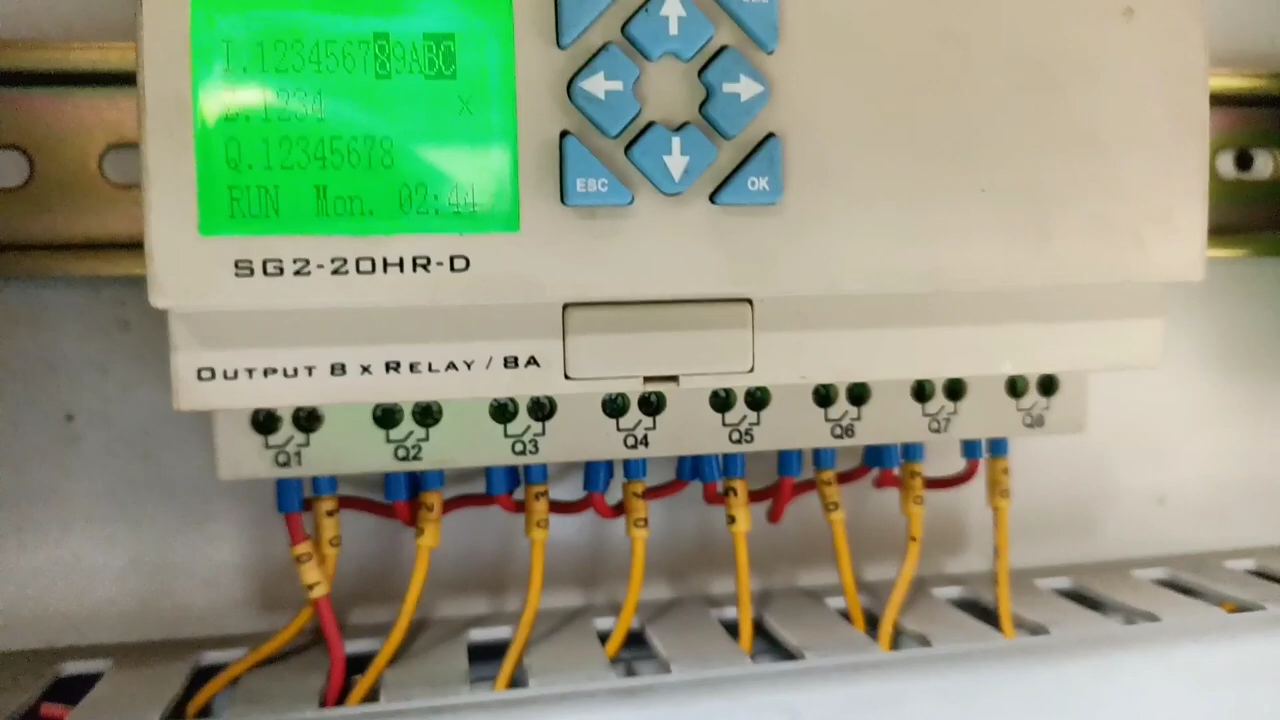 I.123456789ABC
Z.1234 x
Q.12345678
RUN Mon. 02:44
ESC
OK
SG2-20HR-D
OUTPUT 8 x RELAY / 8A
Q1 Q2 Q3 Q4 Q5 Q6 Q7 Q8